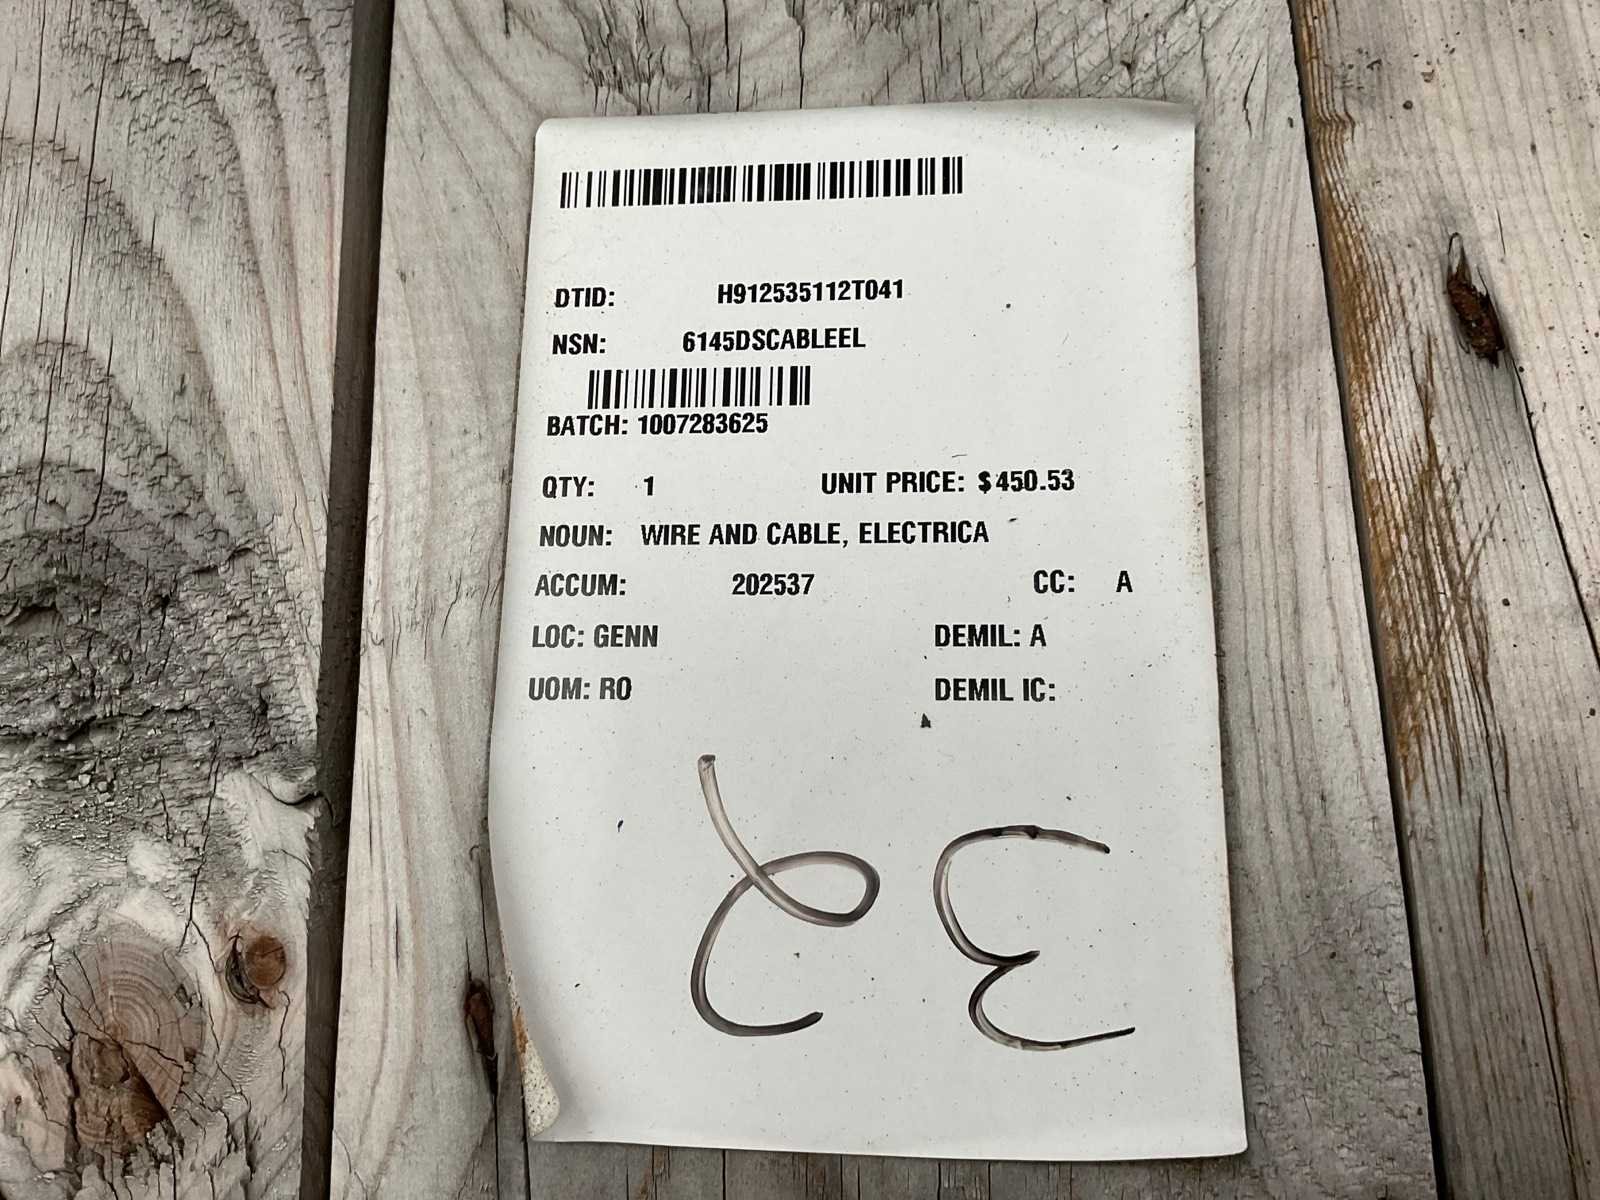 DTID: H912535112T041
NSN: 6145DSCABLEEL
BATCH: 1007283625
QTY: 1 UNIT PRICE: $450.53
NOUN: WIRE AND CABLE, ELECTRICA
ACCUM: 202537 CC: A
LOC: GENN DEMIL: A
UOM: RO DEMIL IC:
32